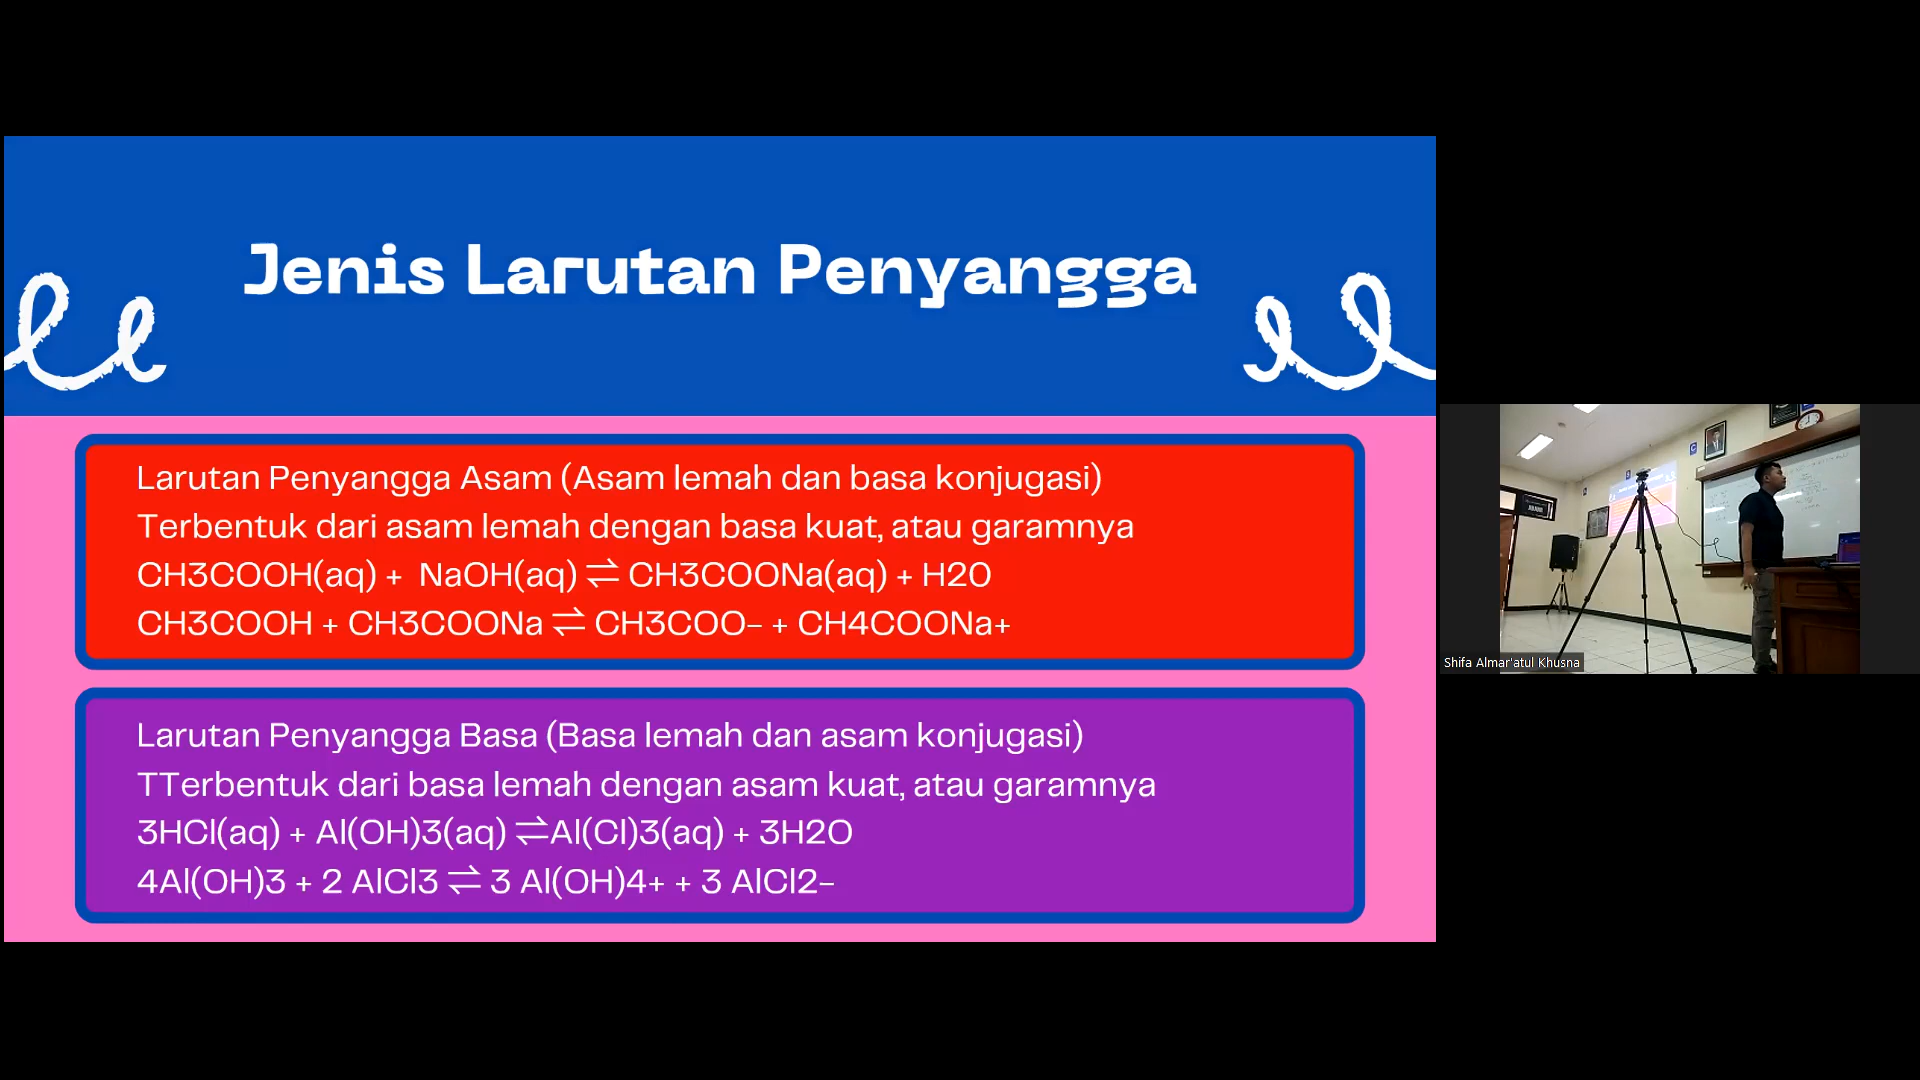 Jenis Larutan Penyangga
Larutan Penyangga Asam (Asam lemah dan basa konjugasi)
Terbentuk dari asam lemah dengan basa kuat, atau garamnya
CH3COOH(aq) + NaOH(aq) ⇌ CH3COONa(aq) + H2O
CH3COOH + CH3COONa ⇌ CH3COO- + CH4COONa+
Larutan Penyangga Basa (Basa lemah dan asam konjugasi)
TTerbentuk dari basa lemah dengan asam kuat, atau garamnya
3HCl(aq) + Al(OH)3(aq) ⇌Al(Cl)3(aq) + 3H2O
4Al(OH)3 + 2 AlCl3 ⇌ 3 Al(OH)4+ + 3 AlCl2-
Shifa Almar'atul Khusna